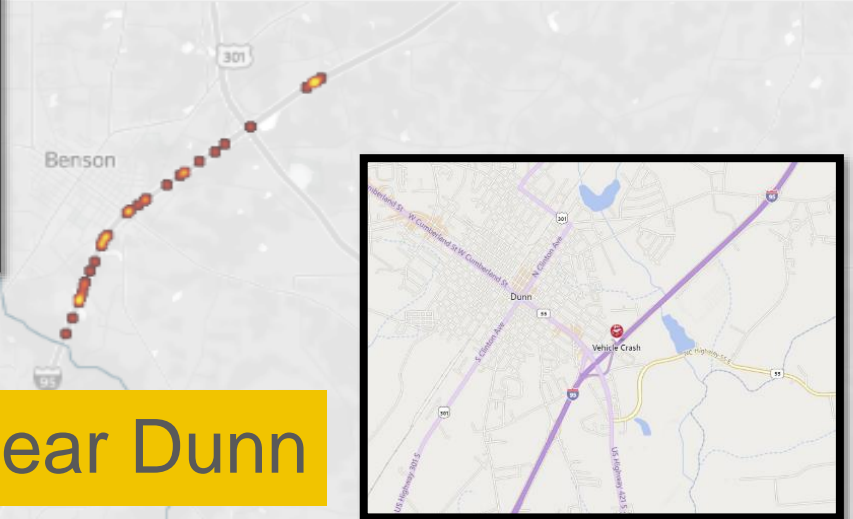 301
Benson
95
ear Dunn
95
301
W Cumberland St
W Cumberland St
N Clinton Ave
Dunn
55
S Clinton Ave
Vehicle Crash
95
55
301
US Highway 301 S
US Highway 421 S